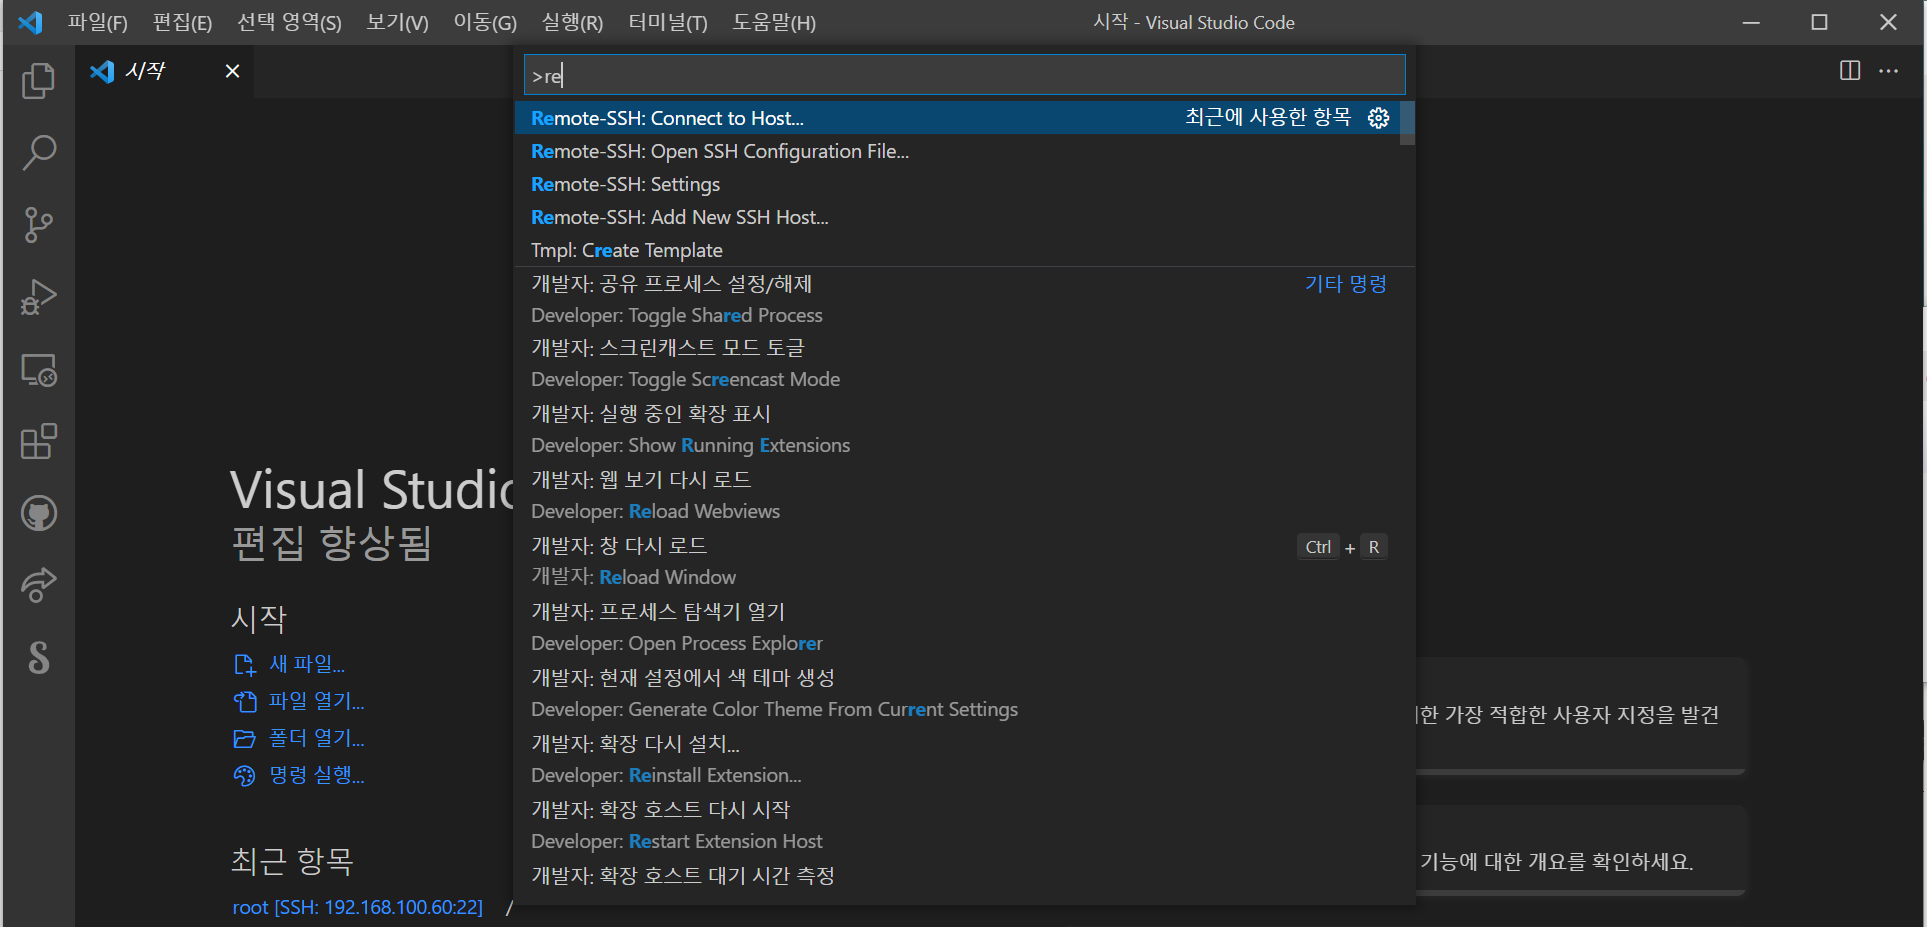 파일(F) 편집(E) 선택 영역(S) 보기(V) 이동(G) 실행(R) 터미널(T) 도움말(H) 시작 - Visual Studio Code
시작
>re
Remote-SSH: Connect to Host... 최근에 사용한 항목
Remote-SSH: Open SSH Configuration File...
Remote-SSH: Settings
Remote-SSH: Add New SSH Host...
Tmpl: Create Template
개발자: 공유 프로세스 설정/해제 기타 명령
Developer: Toggle Shared Process
개발자: 스크린캐스트 모드 토글
Developer: Toggle Screencast Mode
개발자: 실행 중인 확장 표시
Developer: Show Running Extensions
개발자: 웹 보기 다시 로드
Developer: Reload Webviews
개발자: 창 다시 로드 Ctrl + R
개발자: Reload Window
개발자: 프로세스 탐색기 열기
Developer: Open Process Explorer
개발자: 현재 설정에서 색 테마 생성
Developer: Generate Color Theme From Current Settings
개발자: 확장 다시 설치...
Developer: Reinstall Extension...
개발자: 확장 호스트 다시 시작
Developer: Restart Extension Host
개발자: 확장 호스트 대기 시간 측정
Visual Studio
편집 향상됨
시작
새 파일...
파일 열기...
폴더 열기...
명령 실행...
최근 항목
root [SSH: 192.168.100.60:22] /
가장 적합한 사용자 지정을 발견
기능에 대한 개요를 확인하세요.